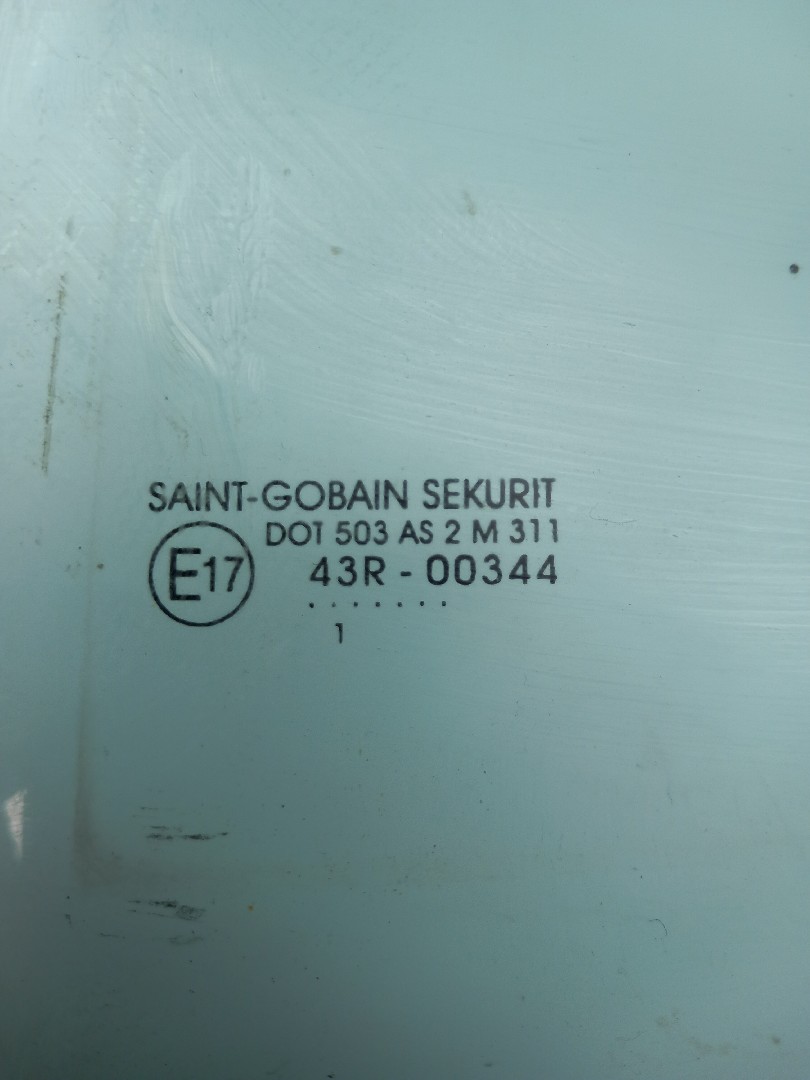 SAINT-GOBAIN SEKURIT
DOT 503 AS 2 M 311
E17 43R - 00344
.......
1